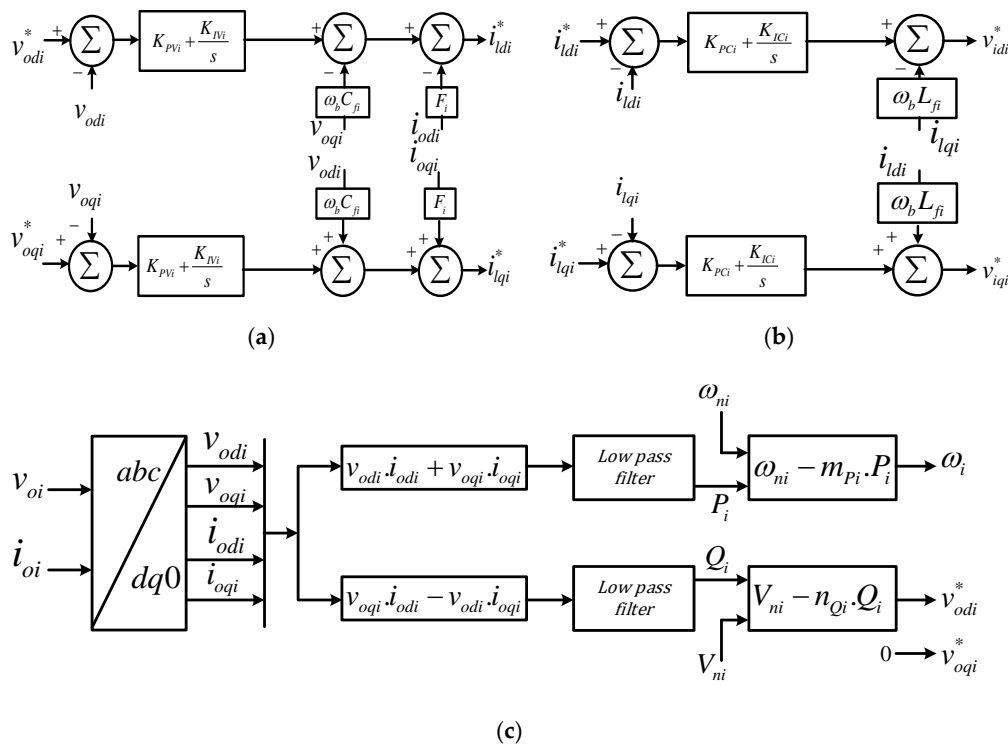 v*odi + − Σ KPVi + KIVi/s + − Σ + − Σ i*ldi
vodi ωbCfi Fi
voqi iodi
vodi ioqi
voqi ωbCfi Fi
v*oqi + − Σ KPVi + KIVi/s + + Σ + + Σ i*lqi
(a)
i*ldi + − Σ KPCi + KICi/s + − Σ v*idi
ildi ωbLfi
ilqi
ildi
ilqi ωbLfi
i*lqi + − Σ KPCi + KICi/s + + Σ v*iqi
(b)
voi
ioi
abc
dq0
vodi
voqi
iodi
ioqi
vodi.iodi + voqi.ioqi
Low pass
filter
Pi
ωni
ωni − mPi.Pi
ωi
voqi.iodi − vodi.ioqi
Low pass
filter
Qi
Vni
Vni − nQi.Qi
v*odi
0 v*oqi
(c)